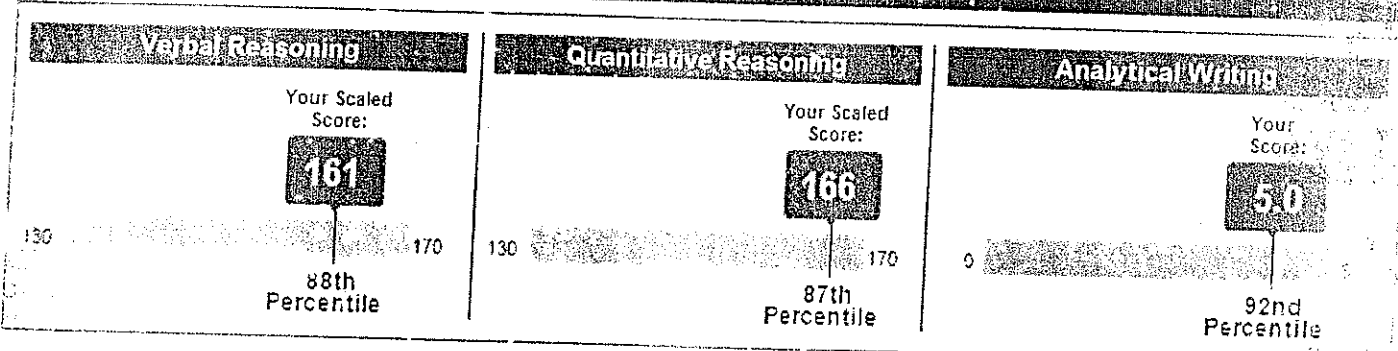 Verbal Reasoning
Your Scaled
Score:
161
130
170
88th
Percentile
Quantitative Reasoning
Your Scaled
Score:
166
130
170
87th
Percentile
Analytical Writing
Your
Score:
5.0
0
92nd
Percentile